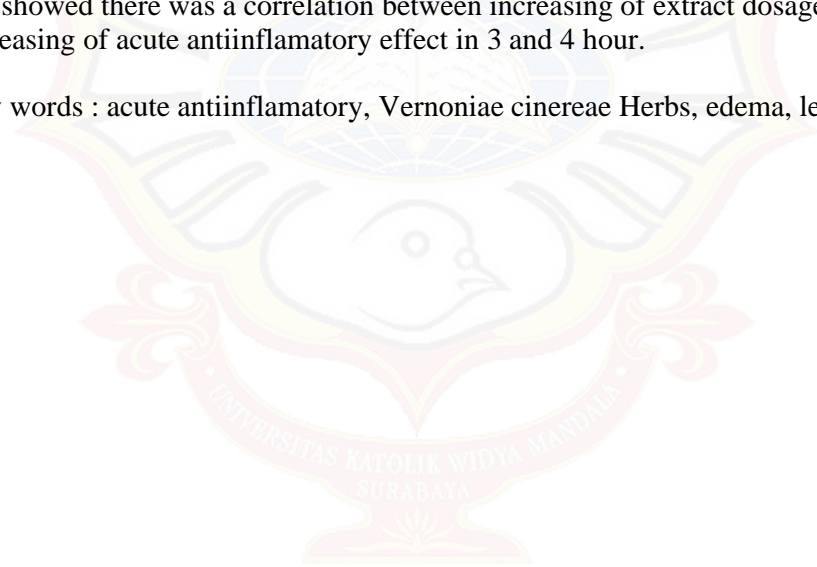 showed there was a correlation between increasing of extract dosage
easing of acute antiinflamatory effect in 3 and 4 hour.
words : acute antiinflamatory, Vernoniae cinereae Herbs, edema, le
UNIVERSITAS KATOLIK WIDYA MANDALA
SURABAYA